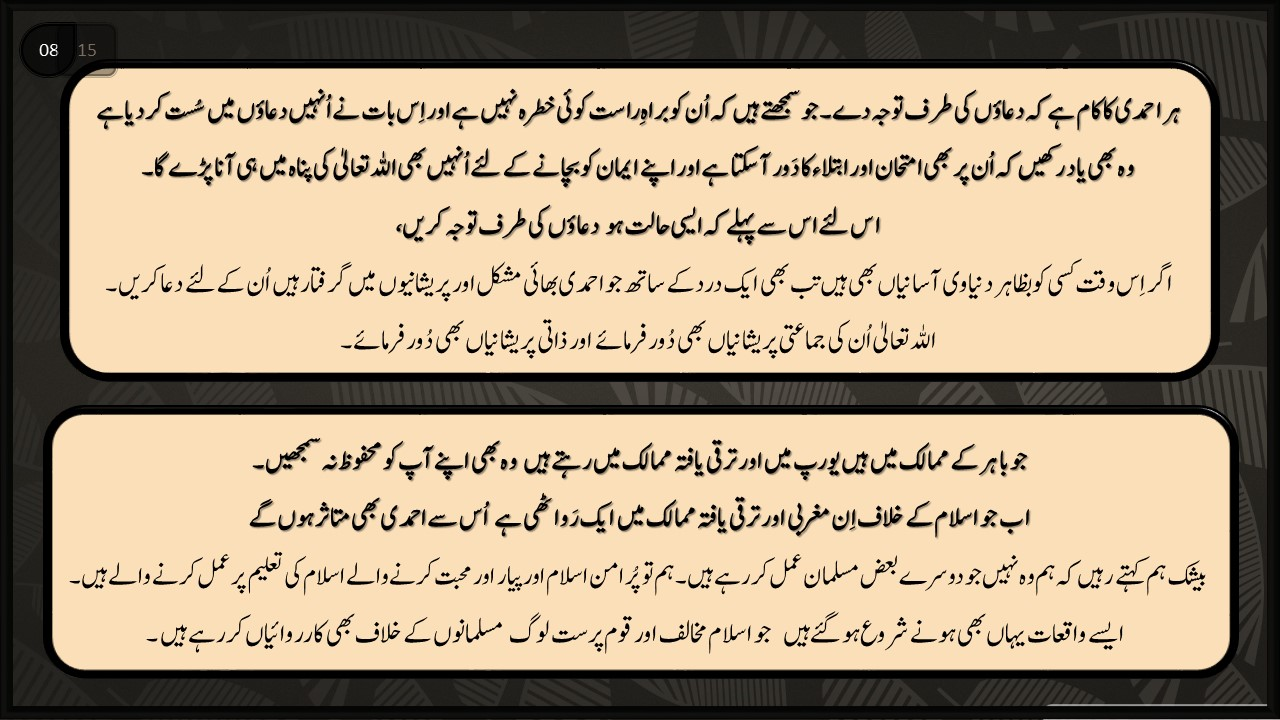 08 15
ہر احمدی کا کام ہے کہ دعاؤں کی طرف توجہ دے۔ جو سمجھتے ہیں کہ اُن کو براہِ راست کوئی خطرہ نہیں ہے اور اِس بات نے اُنہیں دعاؤں میں سُست کر دیا ہے
وہ بھی یاد رکھیں کہ اُن پر بھی امتحان اور ابتلاء کا دَور آ سکتا ہے اور اپنے ایمان کو بچانے کے لئے اُنہیں بھی اللہ تعالیٰ کی پناہ میں ہی آنا پڑے گا۔
اس لئے اس سے پہلے کہ ایسی حالت ہو دعاؤں کی طرف توجہ کریں،
اگر اِس وقت کسی کو بظاہر دنیاوی آسانیاں بھی ہیں تب بھی ایک درد کے ساتھ جو احمدی بھائی مشکل اور پریشانیوں میں گرفتار ہیں اُن کے لئے دعا کریں۔
اللہ تعالیٰ اُن کی جماعتی پریشانیاں بھی دُور فرمائے اور ذاتی پریشانیاں بھی دُور فرمائے۔
جو باہر کے ممالک میں ہیں یورپ میں اور ترقی یافتہ ممالک میں رہتے ہیں وہ بھی اپنے آپ کو محفوظ نہ سمجھیں۔
اب جو اسلام کے خلاف اِن مغربی اور ترقی یافتہ ممالک میں ایک رَو اٹھی ہے اُس سے احمدی بھی متاثر ہوں گے
بیشک ہم کہتے رہیں کہ ہم وہ نہیں جو دوسرے بعض مسلمان عمل کر رہے ہیں۔ ہم تو پُر امن اسلام اور پیار اور محبت کرنے والے اسلام کی تعلیم پر عمل کرنے والے ہیں۔
ایسے واقعات یہاں بھی ہونے شروع ہو گئے ہیں جو اسلام مخالف اور قوم پرست لوگ مسلمانوں کے خلاف بھی کارروائیاں کر رہے ہیں۔